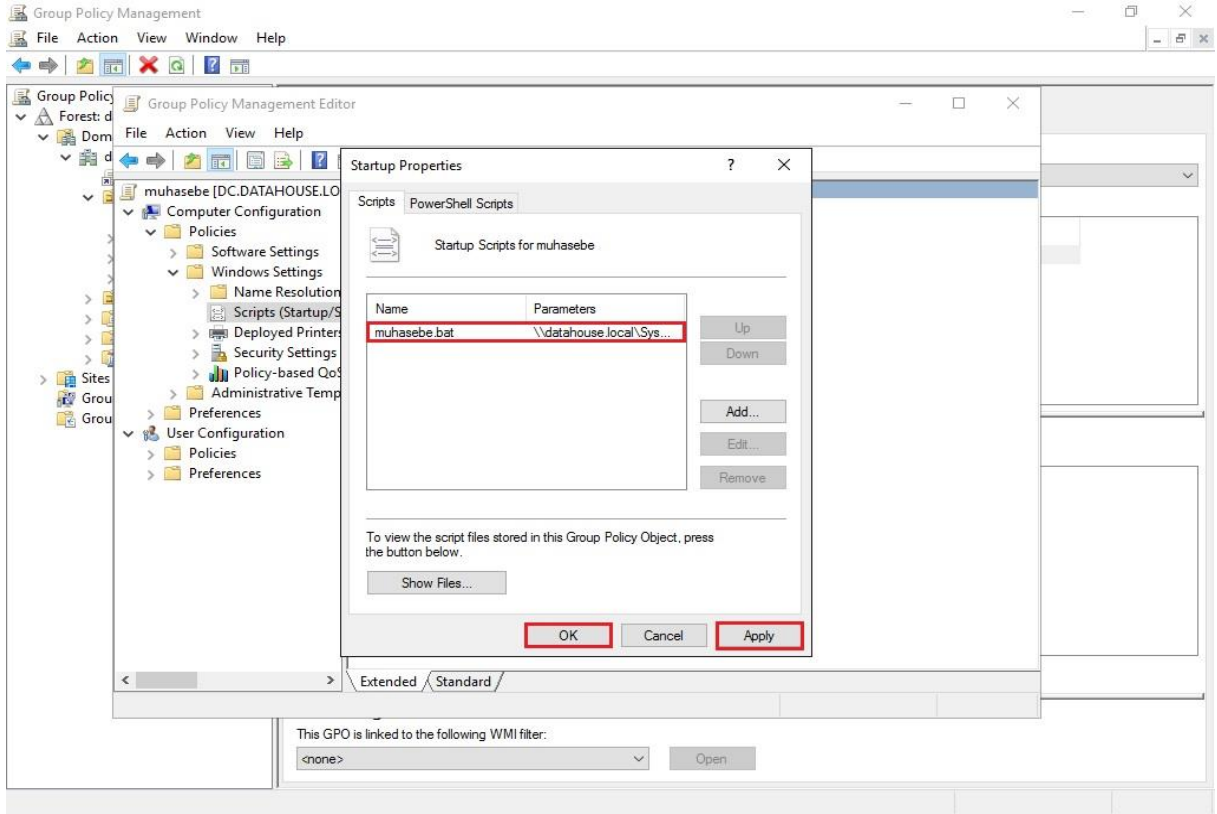 Group Policy Management
File Action View Window Help
Group Policy
Forest: d
Dom
d
Sites
Grou
Grou
Group Policy Management Editor
File Action View Help
muhasebe [DC.DATAHOUSE.LO
Computer Configuration
Policies
Software Settings
Windows Settings
Name Resolution
Scripts (Startup/S
Deployed Printers
Security Settings
Policy-based QoS
Administrative Temp
Preferences
User Configuration
Policies
Preferences
Extended Standard
Startup Properties
Scripts PowerShell Scripts
Startup Scripts for muhasebe
Name Parameters
muhasebe.bat \\datahouse.local\Sys...
Up
Down
Add...
Edit...
Remove
To view the script files stored in this Group Policy Object, press
the button below.
Show Files...
OK Cancel Apply
This GPO is linked to the following WMI filter:
<none> Open